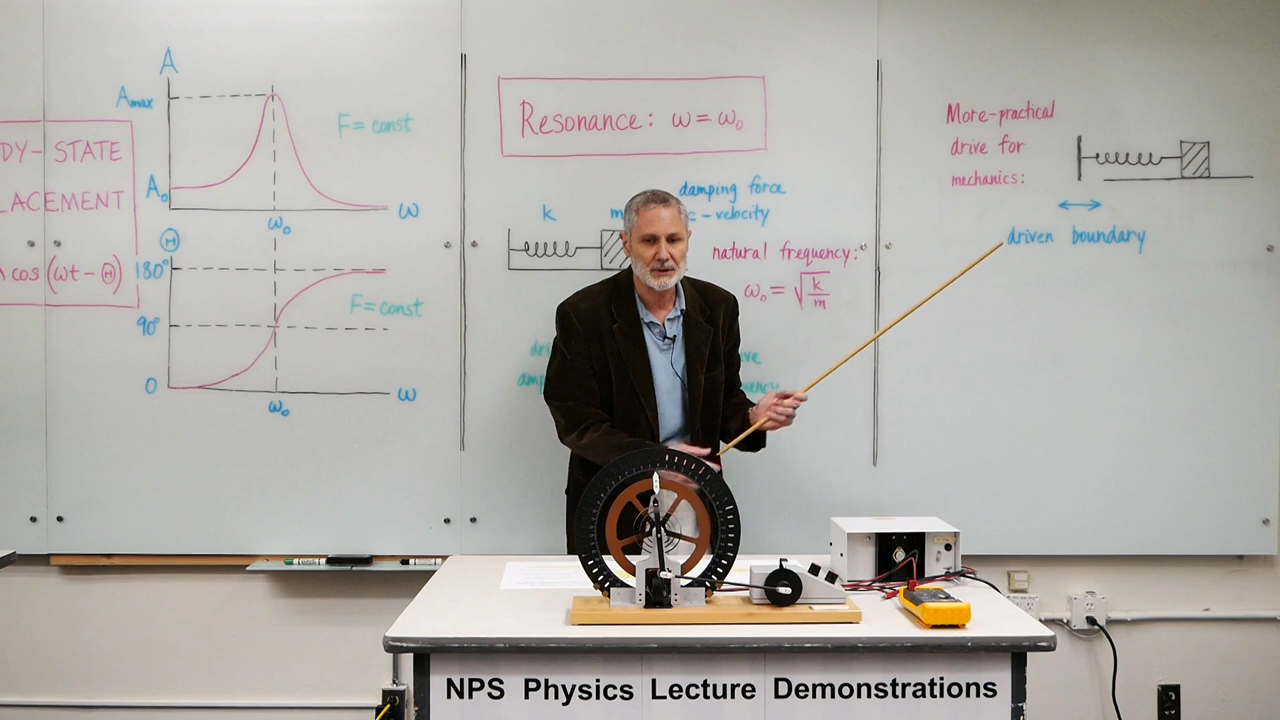 DY-STATE
LACEMENT
cos (ωt - Θ)
A
Amax
F = const
A₀
ω
ω₀
Θ
180°
F = const
90°
0
ω
ω₀
Resonance: ω = ω₀
damping force
k m - velocity
natural frequency:
ω₀ = √k/m
More-practical
drive for
mechanics:
driven boundary
NPS Physics Lecture Demonstrations